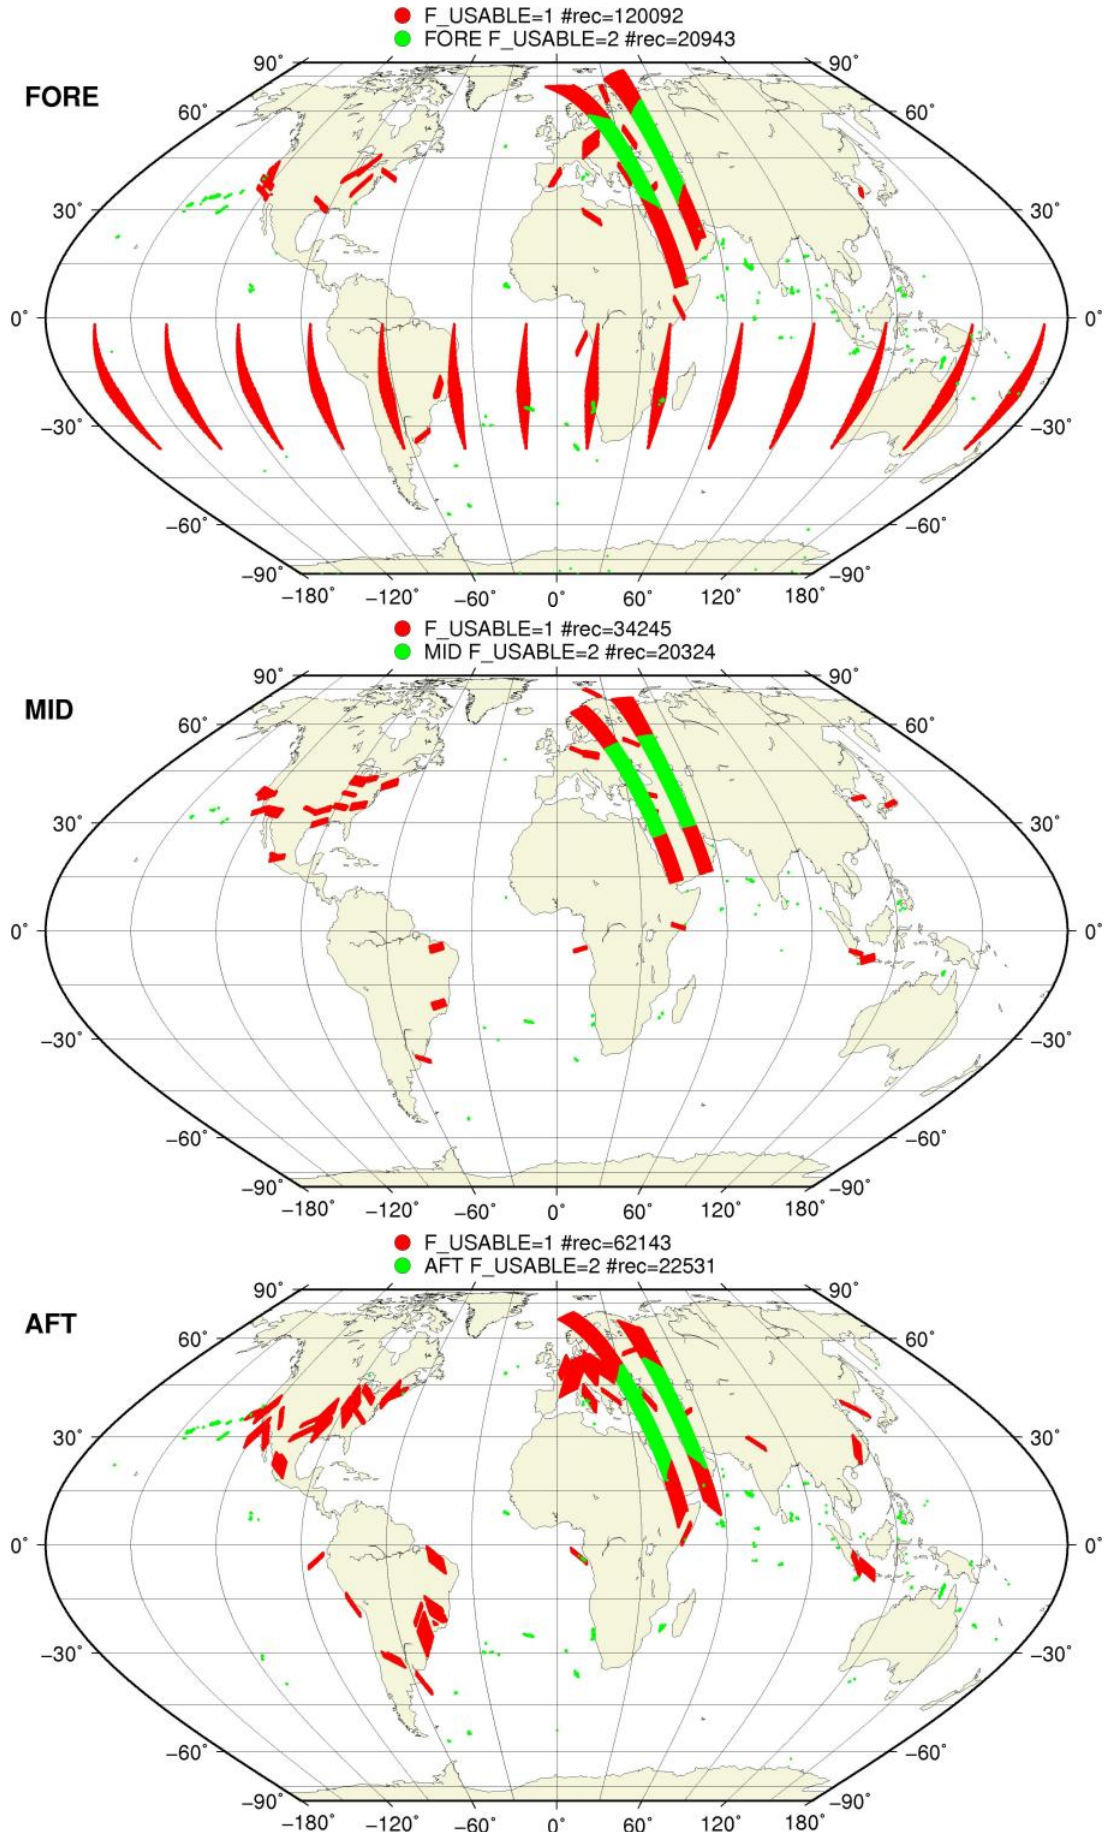 F_USABLE=1 #rec=120092
FORE F_USABLE=2 #rec=20943
FORE
90˚ 90˚
60˚ 60˚
30˚ 30˚
0˚ 0˚
−30˚ −30˚
−60˚ −60˚
−90˚ −90˚
−180˚ −120˚ −60˚ 0˚ 60˚ 120˚ 180˚
F_USABLE=1 #rec=34245
MID F_USABLE=2 #rec=20324
MID
90˚ 90˚
60˚ 60˚
30˚ 30˚
0˚ 0˚
−30˚ −30˚
−60˚ −60˚
−90˚ −90˚
−180˚ −120˚ −60˚ 0˚ 60˚ 120˚ 180˚
F_USABLE=1 #rec=62143
AFT F_USABLE=2 #rec=22531
AFT
90˚ 90˚
60˚ 60˚
30˚ 30˚
0˚ 0˚
−30˚ −30˚
−60˚ −60˚
−90˚ −90˚
−180˚ −120˚ −60˚ 0˚ 60˚ 120˚ 180˚